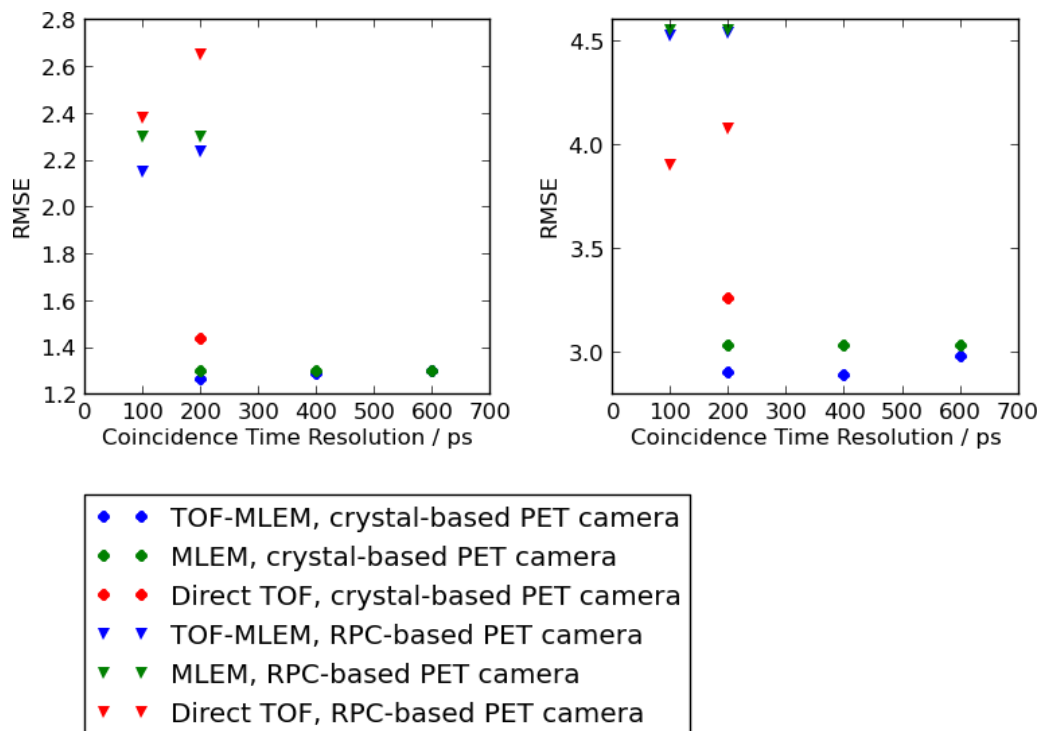 2.8
2.6
2.4
2.2
2.0
1.8
1.6
1.4
1.2
RMSE
0 100 200 300 400 500 600 700
Coincidence Time Resolution / ps
4.5
4.0
3.5
3.0
RMSE
0 100 200 300 400 500 600 700
Coincidence Time Resolution / ps
TOF-MLEM, crystal-based PET camera
MLEM, crystal-based PET camera
Direct TOF, crystal-based PET camera
TOF-MLEM, RPC-based PET camera
MLEM, RPC-based PET camera
Direct TOF, RPC-based PET camera